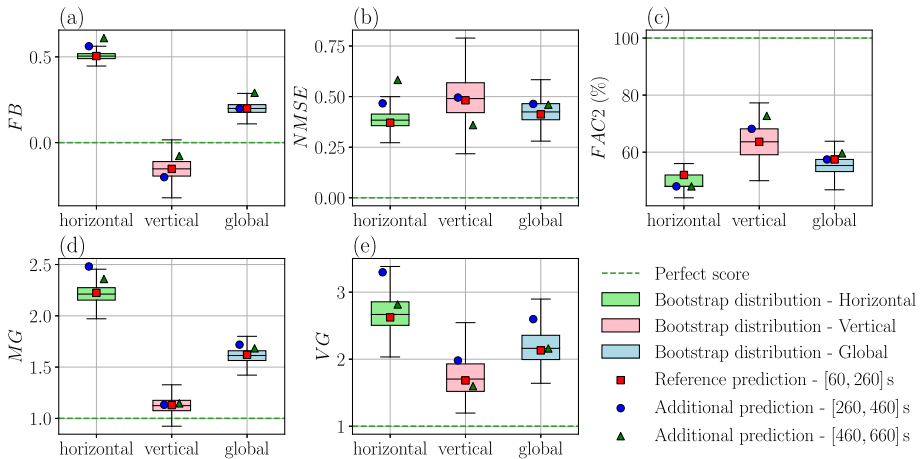 (a)
(b)
(c)
FB
0.5
0.0
horizontal
vertical
global
NMSE
0.75
0.50
0.25
0.00
horizontal
vertical
global
FAC2 (%)
100
80
60
horizontal
vertical
global
(d)
(e)
MG
2.5
2.0
1.5
1.0
horizontal
vertical
global
VG
3
2
1
horizontal
vertical
global
Perfect score
Bootstrap distribution - Horizontal
Bootstrap distribution - Vertical
Bootstrap distribution - Global
Reference prediction - [60, 260] s
Additional prediction - [260, 460] s
Additional prediction - [460, 660] s